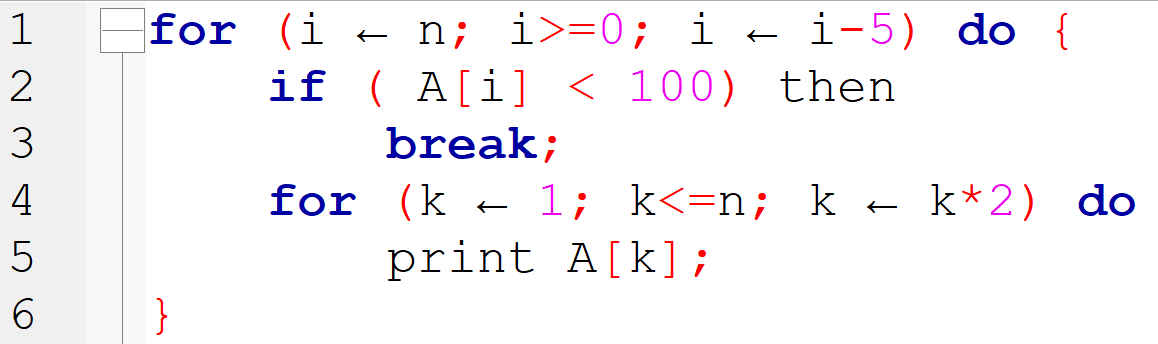 1 for (i ← n; i>=0; i ← i-5) do {
2 if ( A[i] < 100) then
3 break;
4 for (k ← 1; k<=n; k ← k*2) do
5 print A[k];
6 }